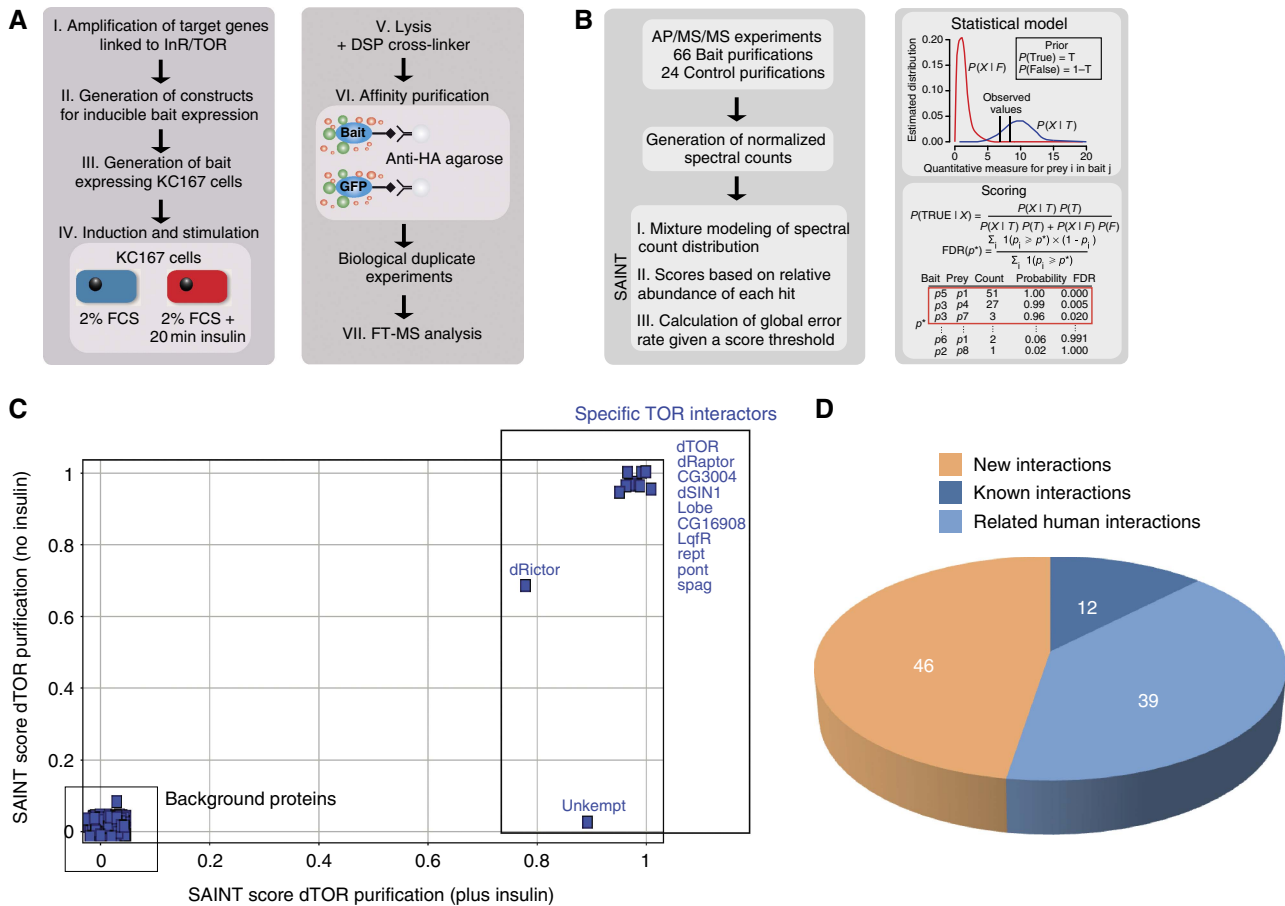 A
I. Amplification of target genes
linked to InR/TOR
II. Generation of constructs
for inducible bait expression
III. Generation of bait
expressing KC167 cells
IV. Induction and stimulation
KC167 cells
2% FCS
2% FCS +
20 min insulin
V. Lysis
+ DSP cross-linker
VI. Affinity purification
Bait
Anti-HA agarose
GFP
Biological duplicate
experiments
VII. FT-MS analysis
B
AP/MS/MS experiments
66 Bait purifications
24 Control purifications
Generation of normalized
spectral counts
SAINT
I. Mixture modeling of spectral
count distribution
II. Scores based on relative
abundance of each hit
III. Calculation of global error
rate given a score threshold
Statistical model
Estimated distribution
0.20
0.15
0.10
0.05
0.00
P(X | F)
Prior
P(True) = T
P(False) = 1–T
Observed
values
P(X | T)
0 5 10 15 20
Quantitative measure for prey i in bait j
Scoring
P(TRUE | X) = P(X | T) P(T)
P(X | T) P(T) + P(X | F) P(F)
FDR(p*) = Σi 1(pi ⩾ p*) × (1 - pi)
Σi 1(pi ⩾ p*)
Bait Prey Count Probability FDR
p5 p1 51 1.00 0.000
p3 p4 27 0.99 0.005
p3 p7 3 0.96 0.020
p*
p6 p1 2 0.06 0.991
p2 p8 1 0.02 1.000
C
Specific TOR interactors
dTOR
dRaptor
CG3004
dSIN1
Lobe
CG16908
LqfR
rept
pont
spag
SAINT score dTOR purification (no insulin)
1
0.8
0.6
0.4
0.2
0
dRictor
Unkempt
Background proteins
0 0.2 0.4 0.6 0.8 1
SAINT score dTOR purification (plus insulin)
D
New interactions
Known interactions
Related human interactions
12
46
39